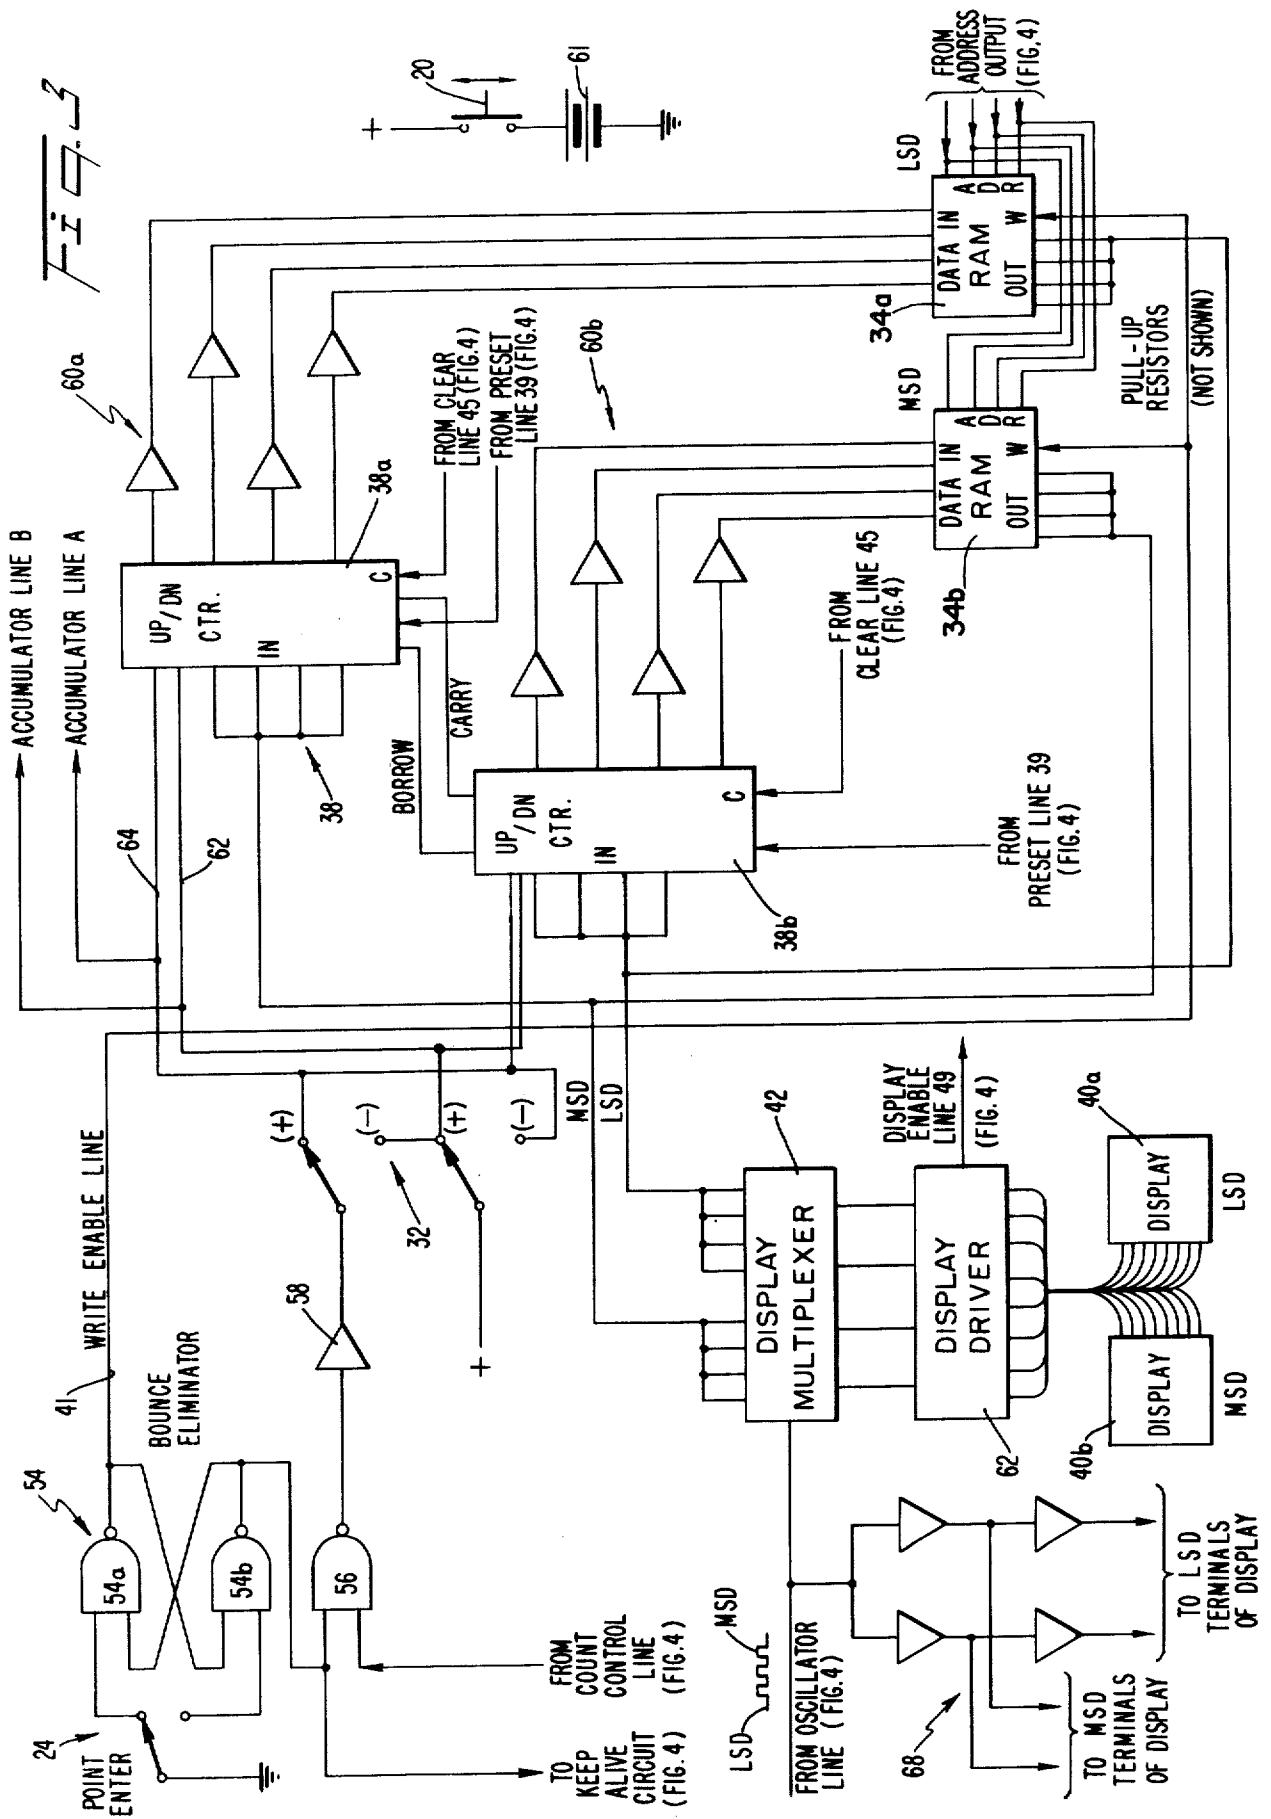 Fig. 3
ACCUMULATOR LINE B
ACCUMULATOR LINE A
64
62
38
60a
UP/DN
CTR.
IN
C
38a
BORROW
CARRY
FROM CLEAR
LINE 45 (FIG.4)
FROM PRESET
LINE 39 (FIG.4)
20
+
61
41
WRITE ENABLE LINE
54
54a
54b
BOUNCE
ELIMINATOR
24
POINT
ENTER
56
58
TO
KEEP
ALIVE
CIRCUIT
(FIG.4)
FROM
COUNT
CONTROL
LINE
(FIG.4)
(+)
(-)
(+)
(-)
32
+
MSD
LSD
UP/DN
CTR.
IN
C
38b
60b
FROM
CLEAR LINE 45
(FIG.4)
FROM
PRESET LINE 39
(FIG.4)
MSD
DATA IN
RAM
OUT
A
D
R
W
34b
LSD
DATA IN
RAM
OUT
A
D
R
W
34a
FROM
ADDRESS
OUTPUT
(FIG.4)
PULL-UP
RESISTORS
(NOT SHOWN)
LSD
MSD
FROM OSCILLATOR
LINE (FIG.4)
68
TO MSD
TERMINALS
OF DISPLAY
TO LSD
TERMINALS
OF DISPLAY
DISPLAY
MULTIPLEXER
42
DISPLAY
DRIVER
62
DISPLAY
ENABLE
LINE 49
(FIG.4)
DISPLAY
40b
MSD
DISPLAY
40a
LSD